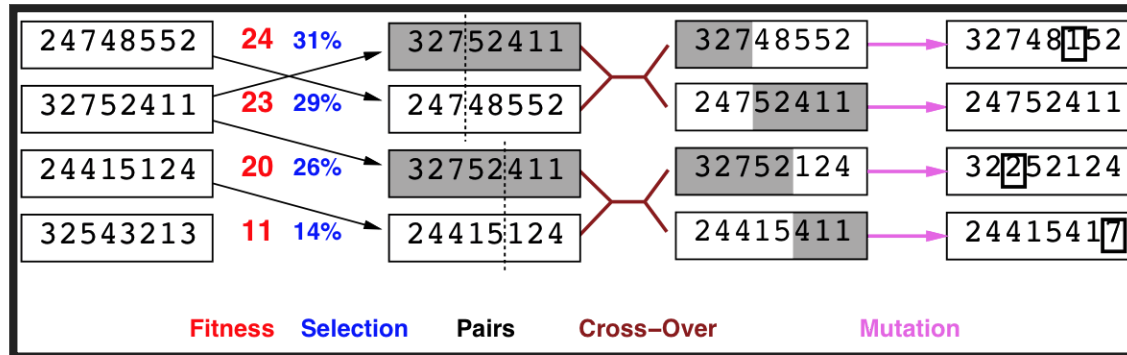 24748552 24 31% 32752411 32748552 32748152
32752411 23 29% 24748552 24752411 24752411
24415124 20 26% 32752411 32752124 32252124
32543213 11 14% 24415124 24415411 24415417
Fitness Selection Pairs Cross–Over Mutation